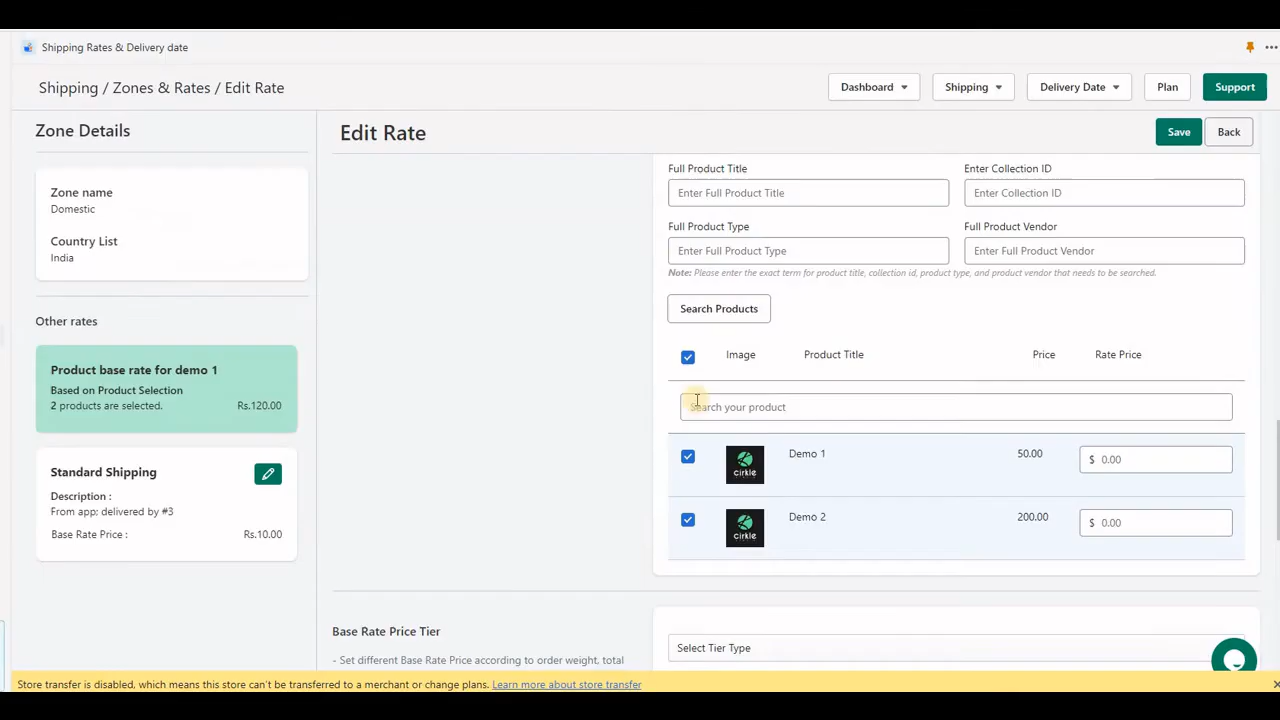 Shipping Rates & Delivery date
Shipping / Zones & Rates / Edit Rate
Dashboard
Shipping
Delivery Date
Plan
Support
Zone Details
Zone name
Domestic
Country List
India
Other rates
Product base rate for demo 1
Based on Product Selection
2 products are selected.
Rs.120.00
Standard Shipping
Description :
From app; delivered by #3
Base Rate Price :
Rs.10.00
Edit Rate
Save
Back
Full Product Title
Enter Collection ID
Enter Full Product Title
Enter Collection ID
Full Product Type
Full Product Vendor
Enter Full Product Type
Enter Full Product Vendor
Note: Please enter the exact term for product title, collection id, product type, and product vendor that needs to be searched.
Search Products
Image
Product Title
Price
Rate Price
Search your product
cirkle
Demo 1
50.00
$ 0.00
cirkle
Demo 2
200.00
$ 0.00
Base Rate Price Tier
- Set different Base Rate Price according to order weight, total
Select Tier Type
Store transfer is disabled, which means this store can't be transferred to a merchant or change plans. Learn more about store transfer